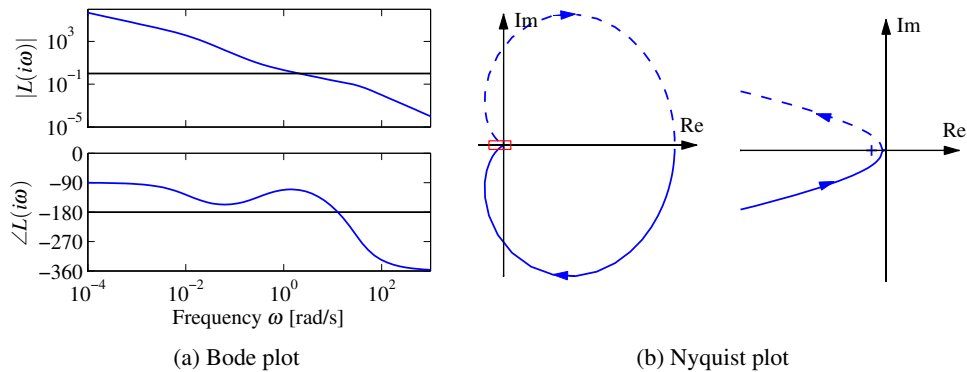 |L(iω)|
10^3
10^-1
10^-5
∠L(iω)
0
−90
−180
−270
−360
10^-4
10^-2
10^0
10^2
Frequency ω [rad/s]
(a) Bode plot
Im
Re
Im
Re
(b) Nyquist plot